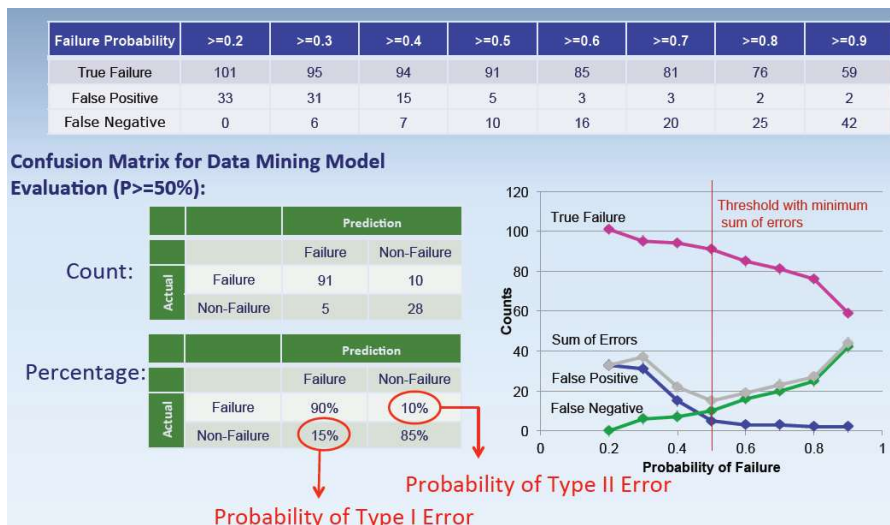 Failure Probability >=0.2 >=0.3 >=0.4 >=0.5 >=0.6 >=0.7 >=0.8 >=0.9
True Failure 101 95 94 91 85 81 76 59
False Positive 33 31 15 5 3 3 2 2
False Negative 0 6 7 10 16 20 25 42
Confusion Matrix for Data Mining Model
Evaluation (P>=50%):
Count:
Prediction
Failure Non-Failure
Actual
Failure 91 10
Non-Failure 5 28
Percentage:
Prediction
Failure Non-Failure
Actual
Failure 90% 10%
Non-Failure 15% 85%
Probability of Type II Error
Probability of Type I Error
120
100
80
60
40
20
0
Counts
True Failure
Threshold with minimum
sum of errors
Sum of Errors
False Positive
False Negative
0 0.2 0.4 0.6 0.8 1
Probability of Failure